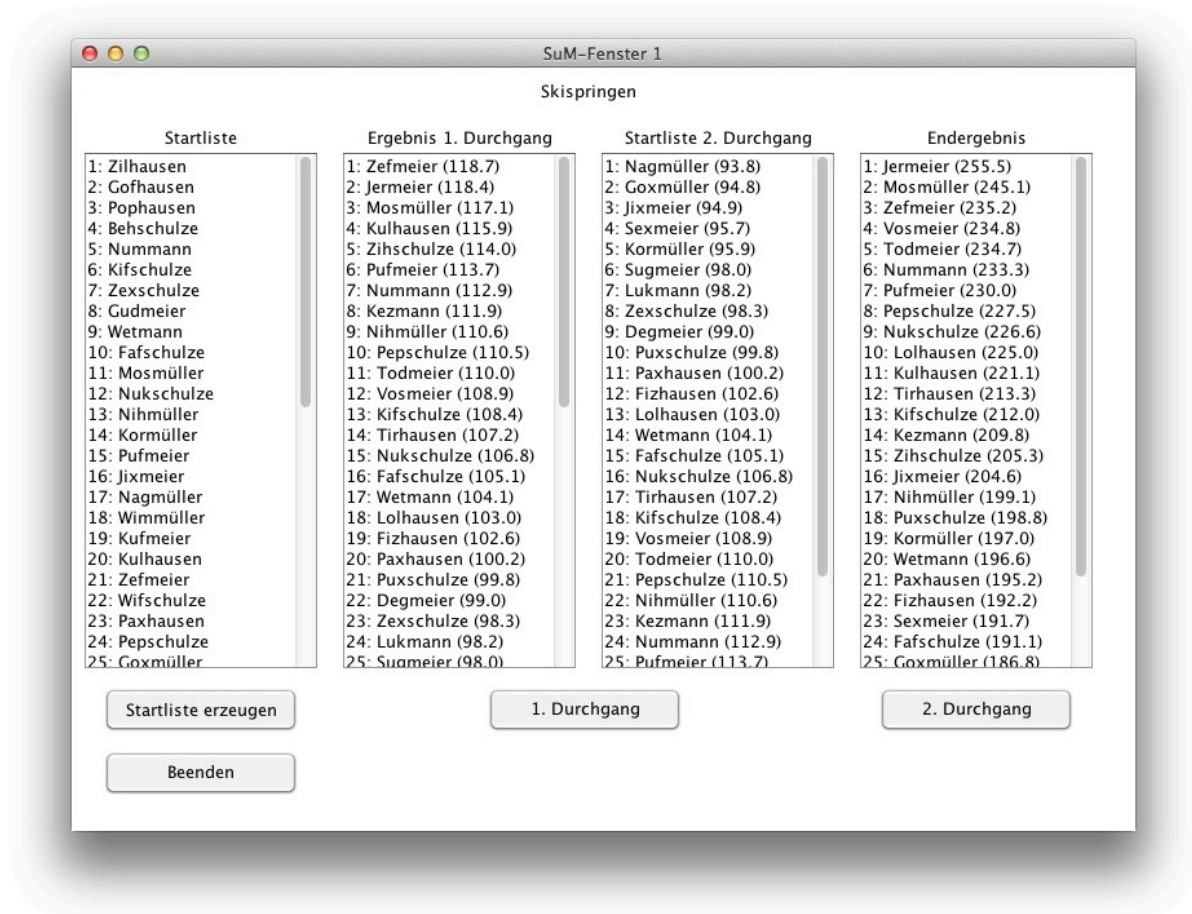 SuM-Fenster 1
Skispringen
Startliste
1: Zilhausen
2: Gofhausen
3: Pophausen
4: Behschulze
5: Nummann
6: Kifschulze
7: Zexschulze
8: Gudmeier
9: Wetmann
10: Fafschulze
11: Mosmüller
12: Nukschulze
13: Nihmüller
14: Kormüller
15: Pufmeier
16: Jixmeier
17: Nagmüller
18: Wimmüller
19: Kufmeier
20: Kulhausen
21: Zefmeier
22: Wifschulze
23: Paxhausen
24: Pepschulze
25: Goxmüller
Ergebnis 1. Durchgang
1: Zefmeier (118.7)
2: Jermeier (118.4)
3: Mosmüller (117.1)
4: Kulhausen (115.9)
5: Zihschulze (114.0)
6: Pufmeier (113.7)
7: Nummann (112.9)
8: Kezmann (111.9)
9: Nihmüller (110.6)
10: Pepschulze (110.5)
11: Todmeier (110.0)
12: Vosmeier (108.9)
13: Kifschulze (108.4)
14: Tirhausen (107.2)
15: Nukschulze (106.8)
16: Fafschulze (105.1)
17: Wetmann (104.1)
18: Lolhausen (103.0)
19: Fizhausen (102.6)
20: Paxhausen (100.2)
21: Puxschulze (99.8)
22: Degmeier (99.0)
23: Zexschulze (98.3)
24: Lukmann (98.2)
25: Sugmeier (98.0)
Startliste 2. Durchgang
1: Nagmüller (93.8)
2: Goxmüller (94.8)
3: Jixmeier (94.9)
4: Sexmeier (95.7)
5: Kormüller (95.9)
6: Sugmeier (98.0)
7: Lukmann (98.2)
8: Zexschulze (98.3)
9: Degmeier (99.0)
10: Puxschulze (99.8)
11: Paxhausen (100.2)
12: Fizhausen (102.6)
13: Lolhausen (103.0)
14: Wetmann (104.1)
15: Fafschulze (105.1)
16: Nukschulze (106.8)
17: Tirhausen (107.2)
18: Kifschulze (108.4)
19: Vosmeier (108.9)
20: Todmeier (110.0)
21: Pepschulze (110.5)
22: Nihmüller (110.6)
23: Kezmann (111.9)
24: Nummann (112.9)
25: Pufmeier (113.7)
Endergebnis
1: Jermeier (255.5)
2: Mosmüller (245.1)
3: Zefmeier (235.2)
4: Vosmeier (234.8)
5: Todmeier (234.7)
6: Nummann (233.3)
7: Pufmeier (230.0)
8: Pepschulze (227.5)
9: Nukschulze (226.6)
10: Lolhausen (225.0)
11: Kulhausen (221.1)
12: Tirhausen (213.3)
13: Kifschulze (212.0)
14: Kezmann (209.8)
15: Zihschulze (205.3)
16: Jixmeier (204.6)
17: Nihmüller (199.1)
18: Puxschulze (198.8)
19: Kormüller (197.0)
20: Wetmann (196.6)
21: Paxhausen (195.2)
22: Fizhausen (192.2)
23: Sexmeier (191.7)
24: Fafschulze (191.1)
25: Goxmüller (186.8)
Startliste erzeugen
1. Durchgang
2. Durchgang
Beenden